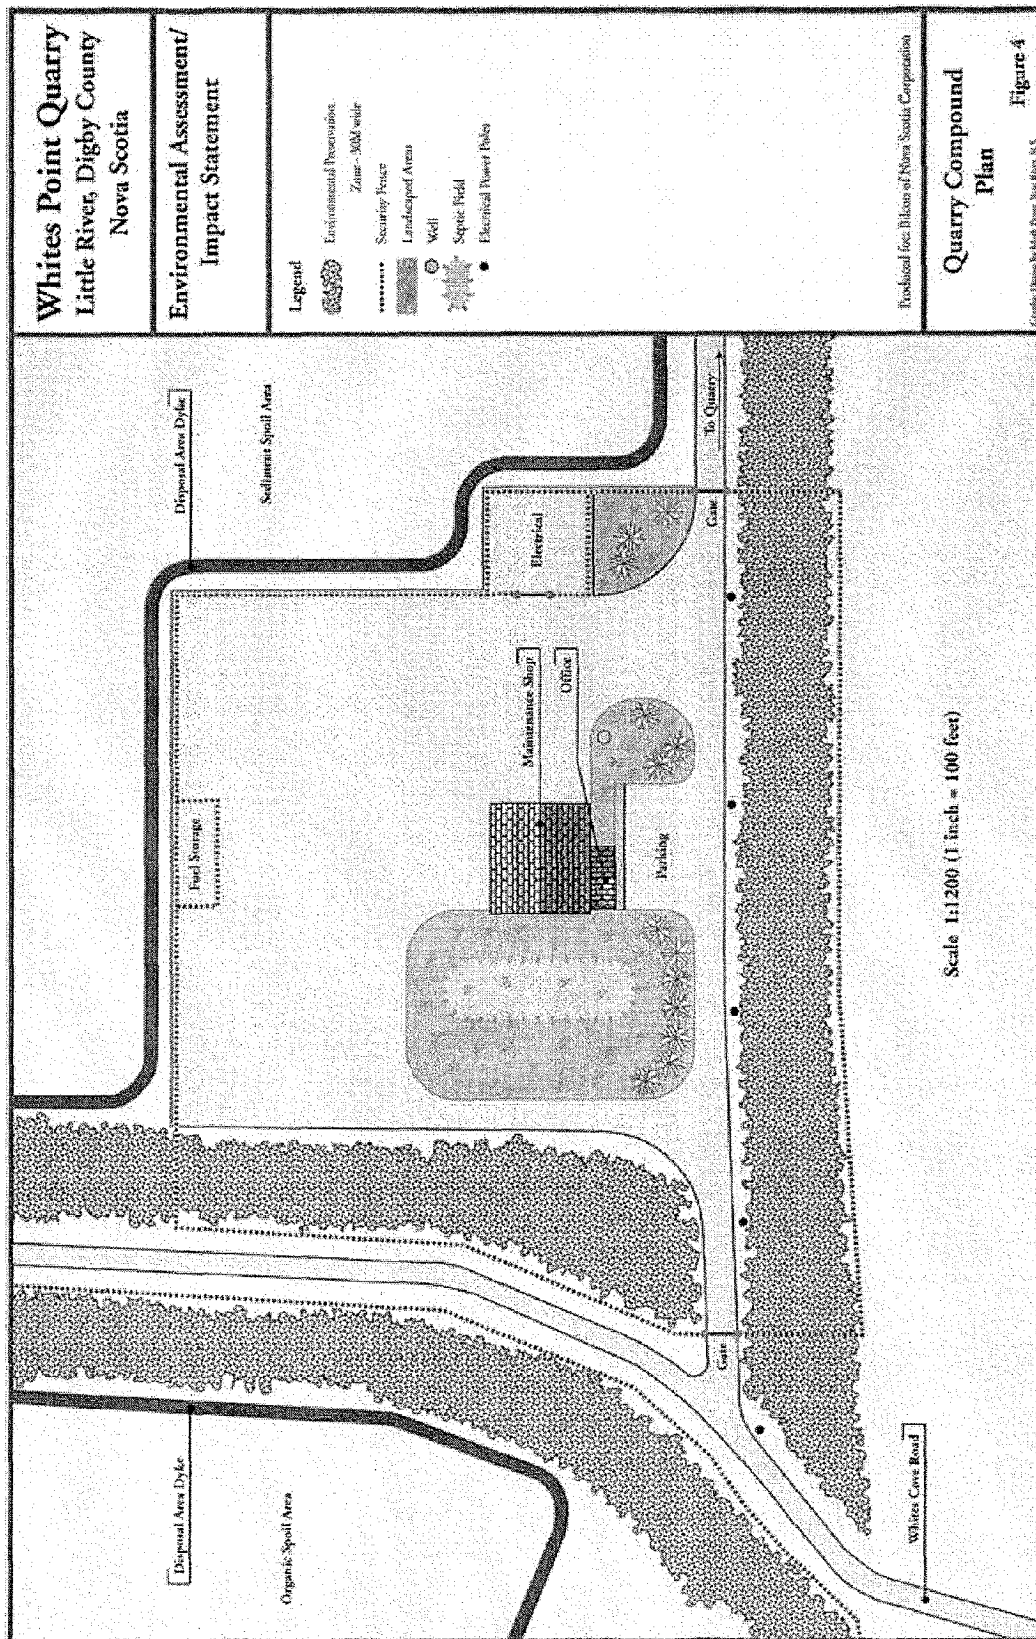 Whites Point Quarry
Little River, Digby County
Nova Scotia
Environmental Assessment/
Impact Statement
Legend
Environmental Preservation
Zone - 30M wide
Security Fence
Landscaped Areas
Well
Septic Field
Electrical Power Poles
Produced for: Bilcon of Nova Scotia Corporation
Quarry Compound
Plan
Figure 4
Disposal Area Dyke
Sediment Spoil Area
To Quarry
Gate
Electrical
Maintenance Shop
Office
Fuel Storage
Parking
Scale 1:1200 (1 inch = 100 feet)
Gate
Disposal Area Dyke
Organic Spoil Area
Whites Cove Road